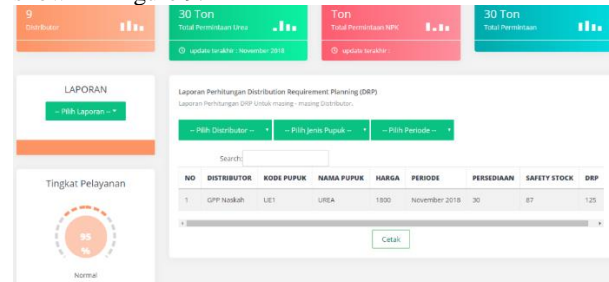 9
Distributor
30 Ton
Total Permintaan Urea
update terakhir : November 2018
Ton
Total Permintaan NPK
update terakhir :
30 Ton
Total Permintaan
LAPORAN
-- Pilih Laporan --
Tingkat Pelayanan
95
%
Normal
Laporan Perhitungan Distribution Requirement Planning (DRP)
Laporan Perhitungan DRP Untuk masing - masing Distributor.
-- Pilih Distributor -- -- Pilih Jenis Pupuk -- -- Pilih Periode --
Search:
NO DISTRIBUTOR KODE PUPUK NAMA PUPUK HARGA PERIODE PERSEDIAAN SAFETY STOCK DRP
1 GPP Naskah UE1 UREA 1800 November 2018 30 87 125
Cetak